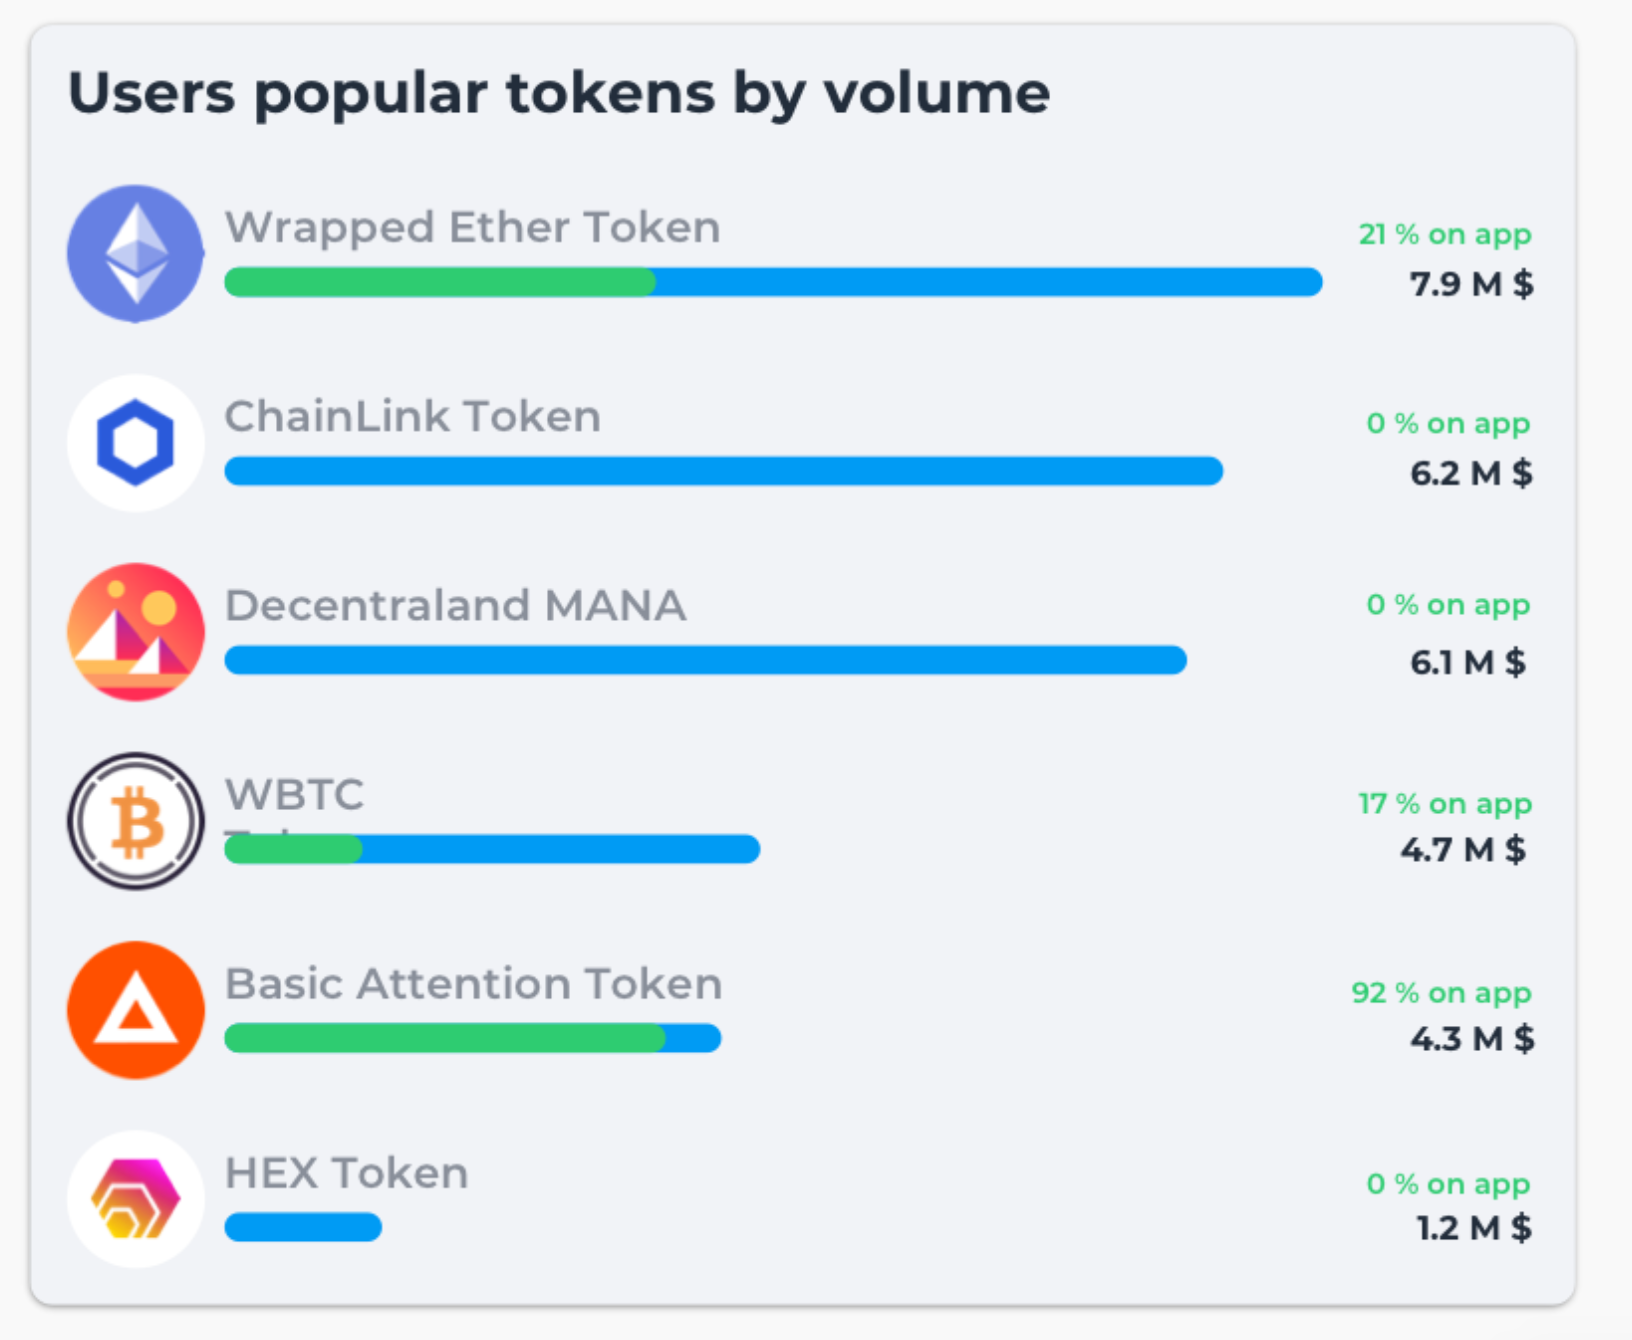 Users popular tokens by volume
Wrapped Ether Token
21 % on app
7.9 M $
ChainLink Token
0 % on app
6.2 M $
Decentraland MANA
0 % on app
6.1 M $
WBTC
17 % on app
4.7 M $
Basic Attention Token
92 % on app
4.3 M $
HEX Token
0 % on app
1.2 M $